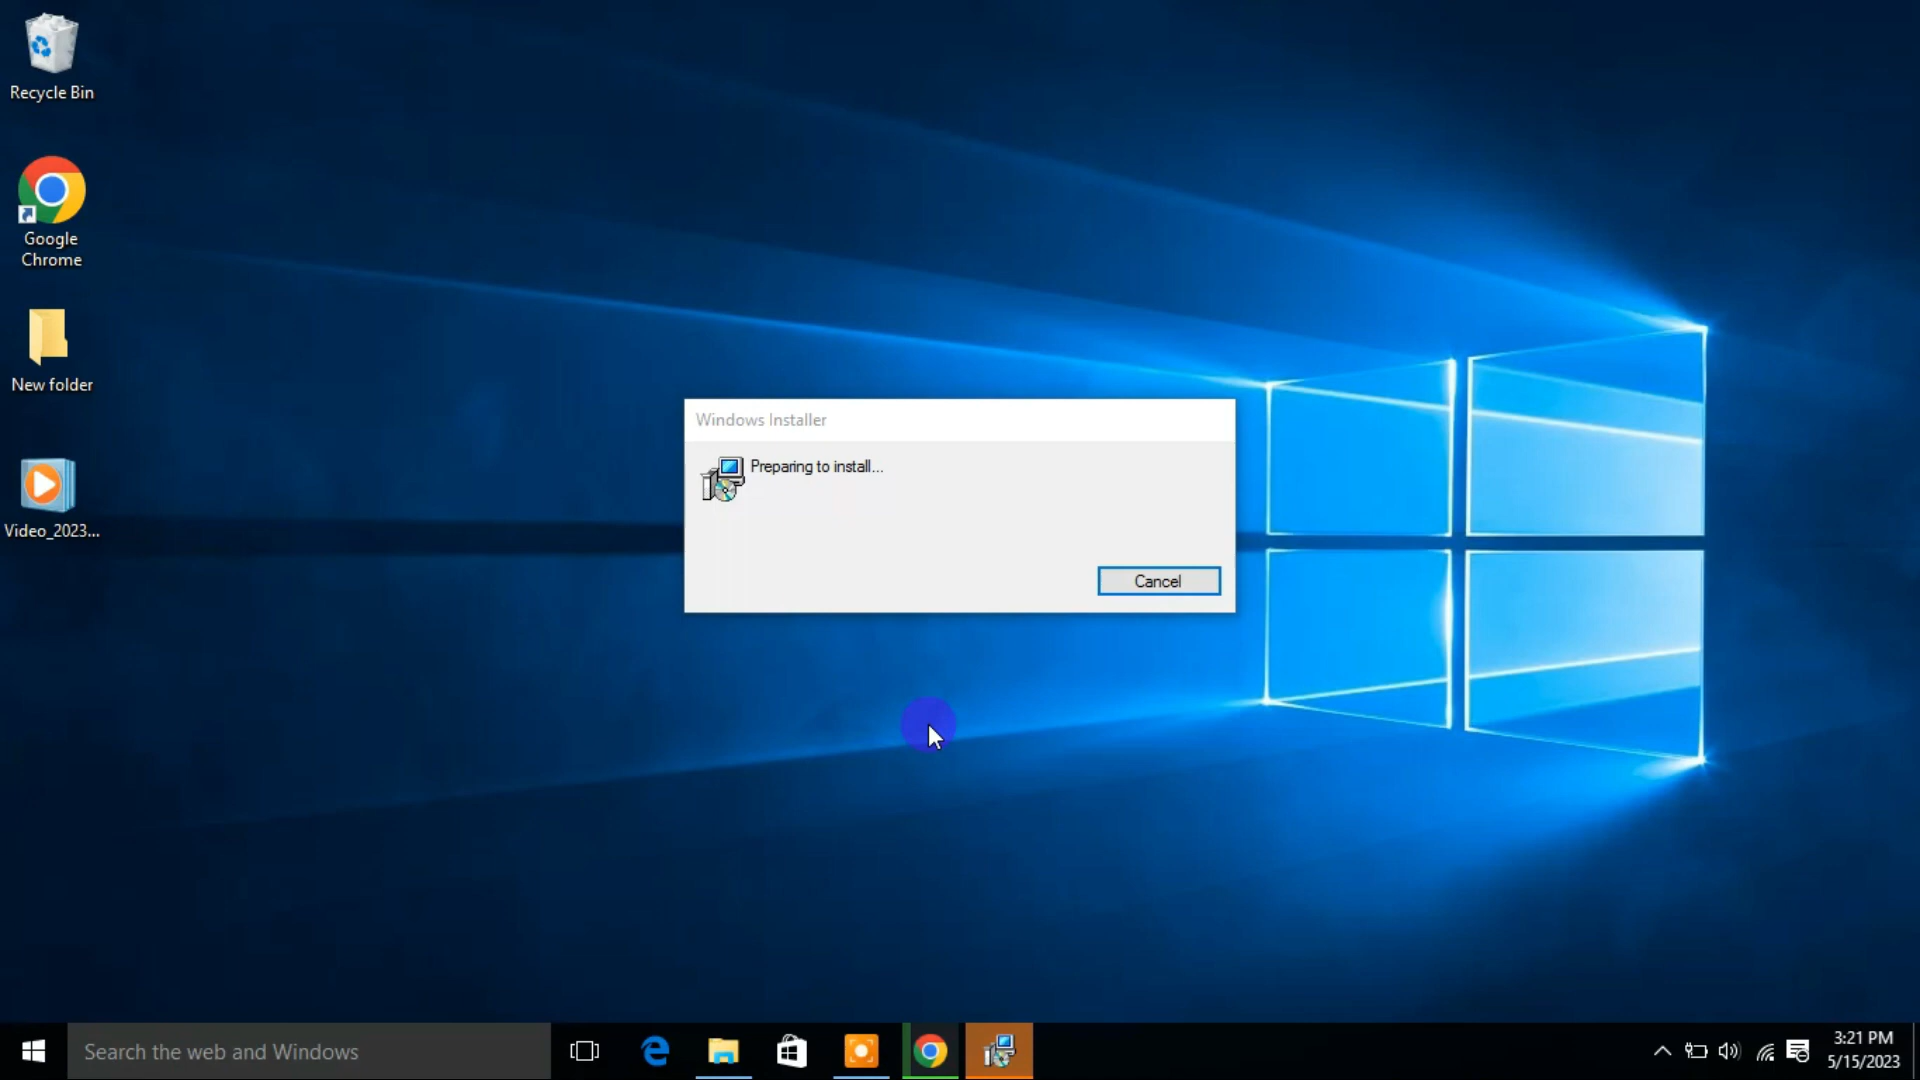 Recycle Bin
Google
Chrome
New folder
Video_2023...
Windows Installer
Preparing to install...
Cancel
Search the web and Windows
3:21 PM
5/15/2023